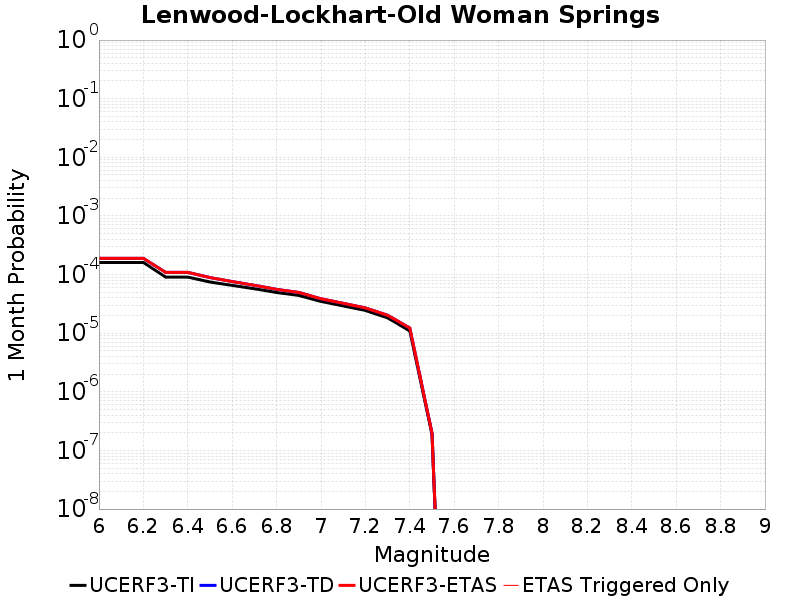 Lenwood-Lockhart-Old Woman Springs
10^0
10^-1
10^-2
10^-3
10^-4
10^-5
10^-6
10^-7
10^-8
1 Month Probability
6 6.2 6.4 6.6 6.8 7 7.2 7.4 7.6 7.8 8 8.2 8.4 8.6 8.8 9
Magnitude
UCERF3-TI UCERF3-TD UCERF3-ETAS ETAS Triggered Only